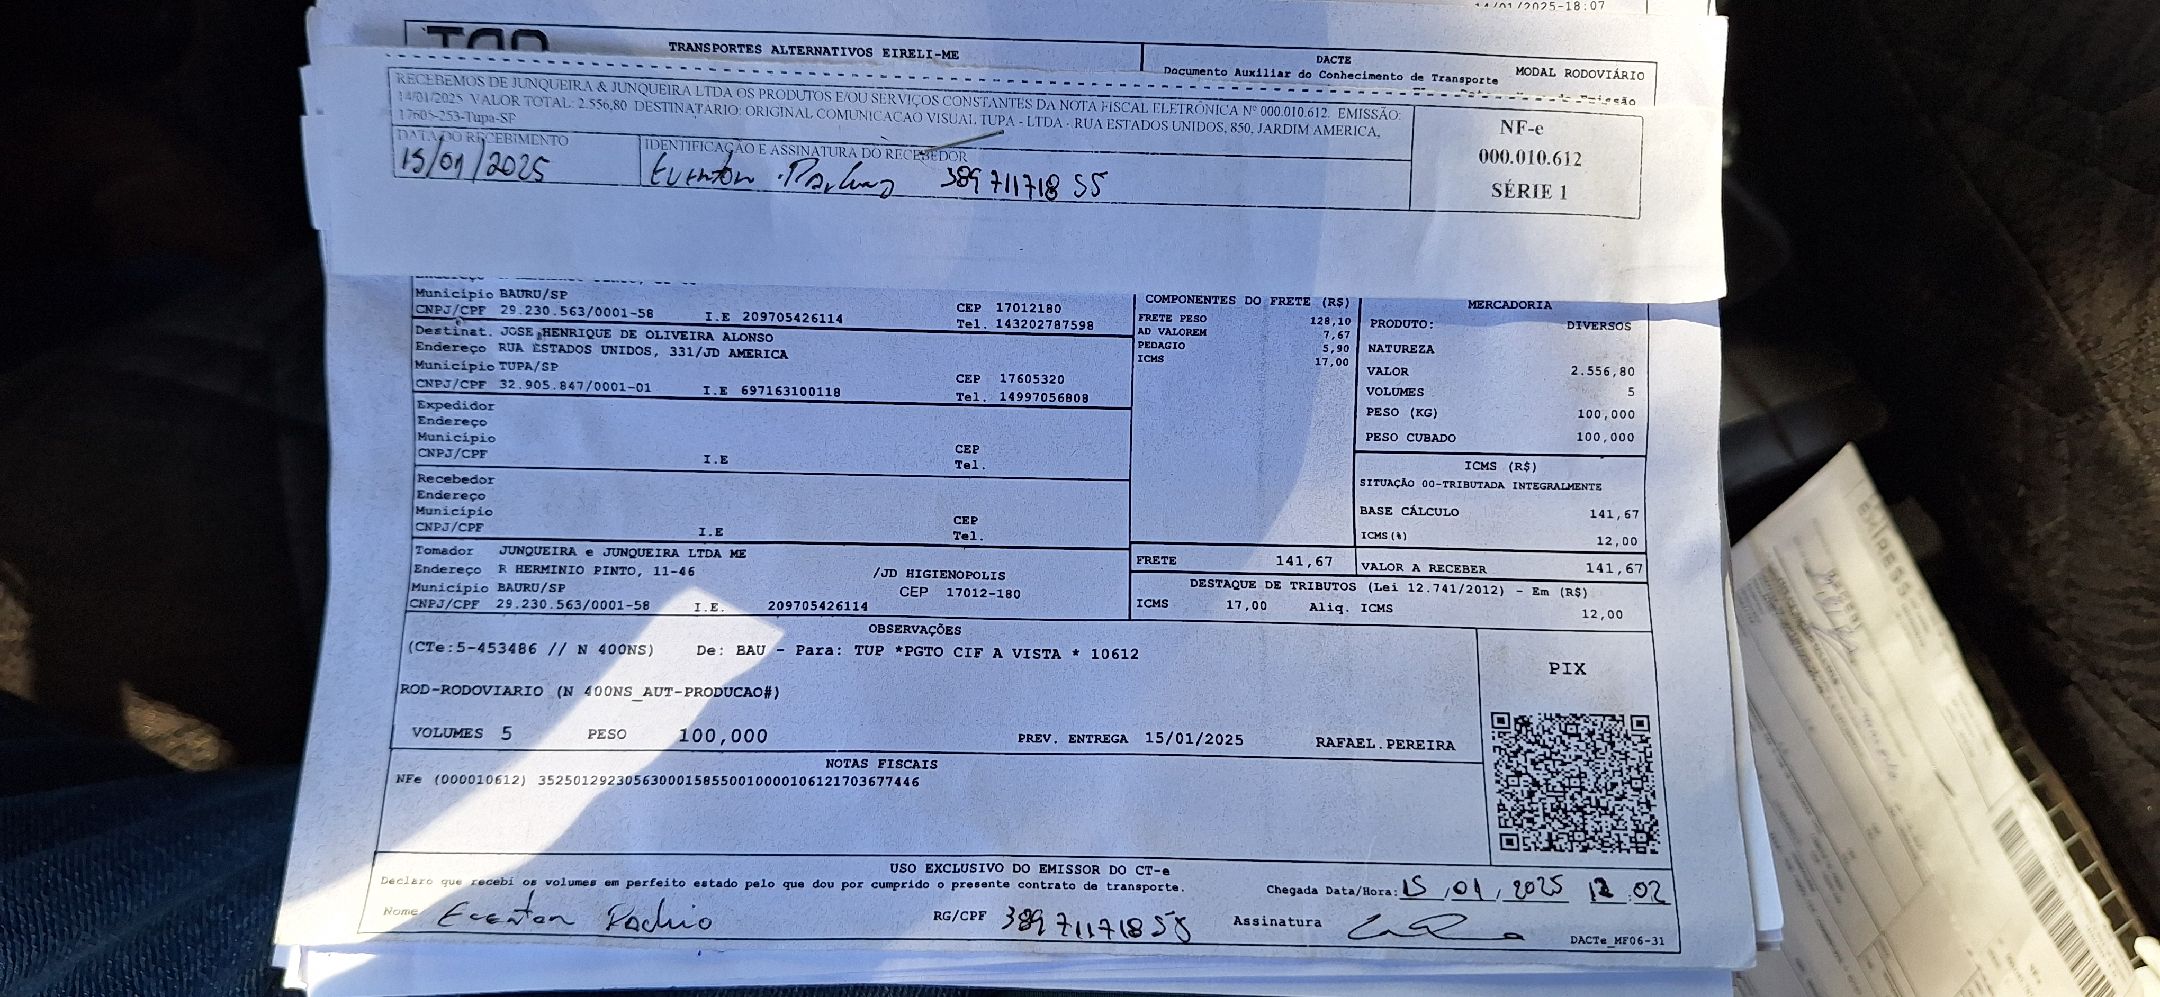 14/01/2025-18:07
TRANSPORTES ALTERNATIVOS EIRELI-ME
DACTE
Documento Auxiliar do Conhecimento de Transporte
MODAL RODOVIÁRIO
RECEBEMOS DE JUNQUEIRA & JUNQUEIRA LTDA OS PRODUTOS E/OU SERVIÇOS CONSTANTES DA NOTA FISCAL ELETRÔNICA Nº 000.010.612. EMISSÃO:
14/01/2025 VALOR TOTAL: 2.556,80 DESTINATÁRIO: ORIGINAL COMUNICACAO VISUAL TUPA - LTDA - RUA ESTADOS UNIDOS, 850, JARDIM AMERICA,
17605-253-Tupa-SP
DATA DO RECEBIMENTO
15/01/2025
IDENTIFICAÇÃO E ASSINATURA DO RECEBEDOR
389 711718 55
NF-e
000.010.612
SÉRIE 1
Município BAURU/SP
CNPJ/CPF 29.230.563/0001-58 I.E 209705426114
CEP 17012180
Tel. 143202787598
Destinat. JOSE HENRIQUE DE OLIVEIRA ALONSO
Endereço RUA ESTADOS UNIDOS, 331/JD AMERICA
Município TUPA/SP
CNPJ/CPF 32.905.847/0001-01 I.E 697163100118
CEP 17605320
Tel. 14997056808
Expedidor
Endereço
Município
CNPJ/CPF I.E
CEP
Tel.
Recebedor
Endereço
Município
CNPJ/CPF I.E
CEP
Tel.
Tomador JUNQUEIRA e JUNQUEIRA LTDA ME
Endereço R HERMINIO PINTO, 11-46 /JD HIGIENOPOLIS
Município BAURU/SP CEP 17012-180
CNPJ/CPF 29.230.563/0001-58 I.E. 209705426114
COMPONENTES DO FRETE (R$)
FRETE PESO 128,10
AD VALOREM 7,67
PEDAGIO 5,90
ICMS 17,00
FRETE 141,67
MERCADORIA
PRODUTO: DIVERSOS
NATUREZA
VALOR 2.556,80
VOLUMES 5
PESO (KG) 100,000
PESO CUBADO 100,000
ICMS (R$)
SITUAÇÃO 00-TRIBUTADA INTEGRALMENTE
BASE CÁLCULO 141,67
ICMS(%) 12,00
VALOR A RECEBER 141,67
DESTAQUE DE TRIBUTOS (Lei 12.741/2012) - Em (R$)
ICMS 17,00 Aliq. ICMS 12,00
OBSERVAÇÕES
(CTe:5-453486 // N 400NS) De: BAU - Para: TUP *PGTO CIF A VISTA * 10612
ROD-RODOVIARIO (N 400NS_AUT-PRODUCAO#)
VOLUMES 5 PESO 100,000 PREV. ENTREGA 15/01/2025 RAFAEL.PEREIRA
PIX
NOTAS FISCAIS
NFe (000010612) 35250129230563000158550010000106121703677446
USO EXCLUSIVO DO EMISSOR DO CT-e
Declaro que recebi os volumes em perfeito estado pelo que dou por cumprido o presente contrato de transporte.
Chegada Data/Hora: 15/01/2025 12:02
Nome
RG/CPF 389 711718 55
Assinatura
DACTe_MF06-31